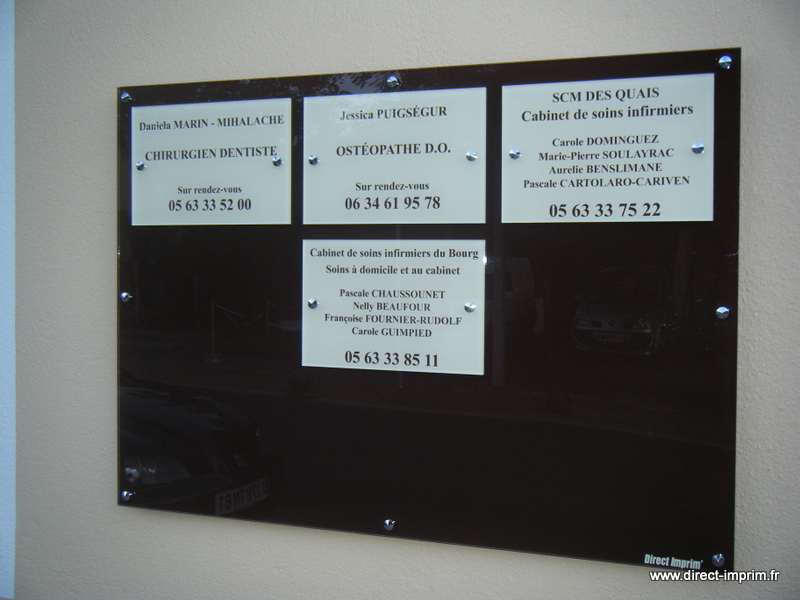 Daniela MARIN - MIHALACHE
CHIRURGIEN DENTISTE
Sur rendez-vous
05 63 33 52 00
Jessica PUIGSÉGUR
OSTÉOPATHE D.O.
Sur rendez-vous
06 34 61 95 78
SCM DES QUAIS
Cabinet de soins infirmiers
Carole DOMINGUEZ
Marie-Pierre SOULAYRAC
Aurelie BENSLIMANE
Pascale CARTOLARO-CARIVEN
05 63 33 75 22
Cabinet de soins infirmiers du Bourg
Soins à domicile et au cabinet
Pascale CHAUSSOUNET
Nelly BEAUFOUR
Françoise FOURNIER-RUDOLF
Carole GUIMPIED
05 63 33 85 11
Direct Imprim'
www.direct-imprim.fr